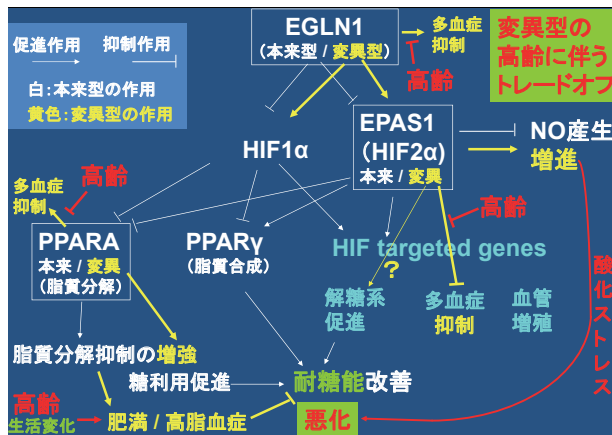 促進作用 抑制作用
白：本来型の作用
黄色：変異型の作用
EGLN1
（本来型 / 変異型）
多血症
抑制
高齢
変異型の
高齢に伴う
トレードオフ
HIF1α
EPAS1
（HIF2α）
本来 / 変異
NO産生
増進
高齢
多血症
抑制
高齢
PPARA
本来 / 変異
(脂質分解)
PPARγ
(脂質合成)
HIF targeted genes
？
解糖系
促進
多血症
抑制
血管
増殖
酸化ストレス
脂質分解抑制の増強
糖利用促進
耐糖能改善
高齢
生活変化
肥満 / 高脂血症
悪化